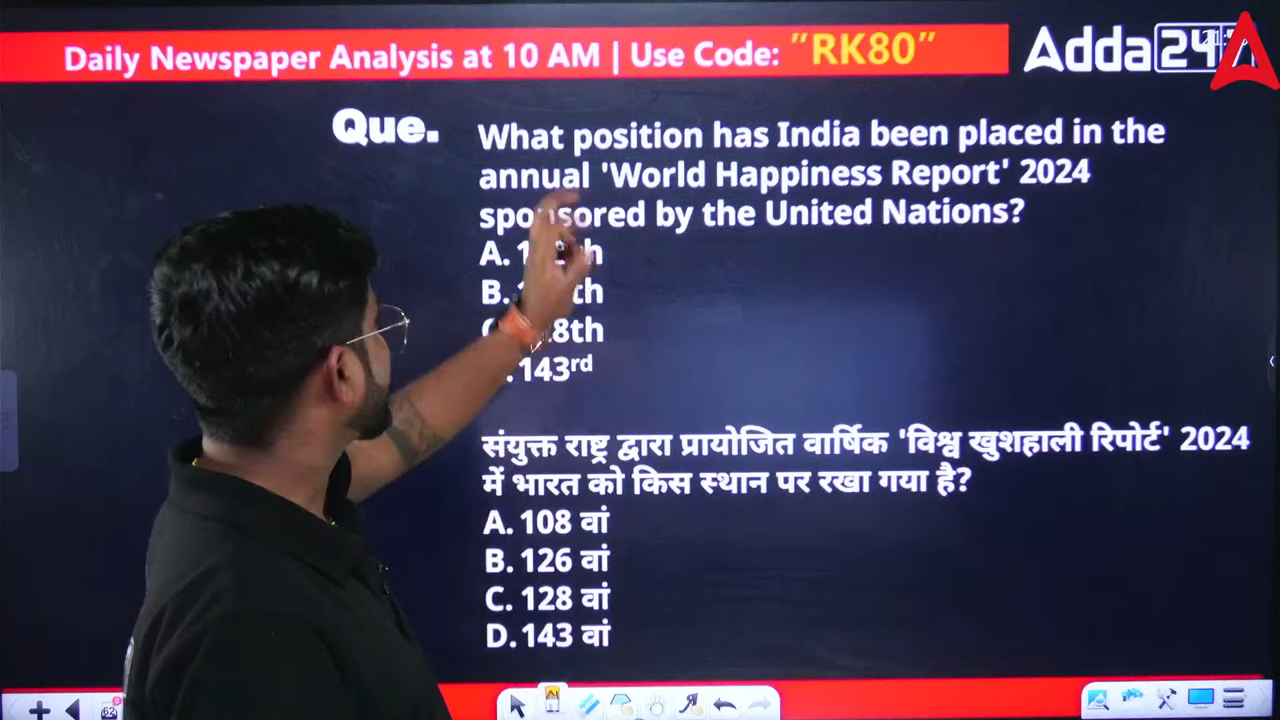 Daily Newspaper Analysis at 10 AM | Use Code: "RK80"
Adda247
Que. What position has India been placed in the
annual 'World Happiness Report' 2024
sponsored by the United Nations?
A.
B.
8th
143rd
संयुक्त राष्ट्र द्वारा प्रायोजित वार्षिक 'विश्व खुशहाली रिपोर्ट' 2024
में भारत को किस स्थान पर रखा गया है?
A. 108 वां
B. 126 वां
C. 128 वां
D. 143 वां
62